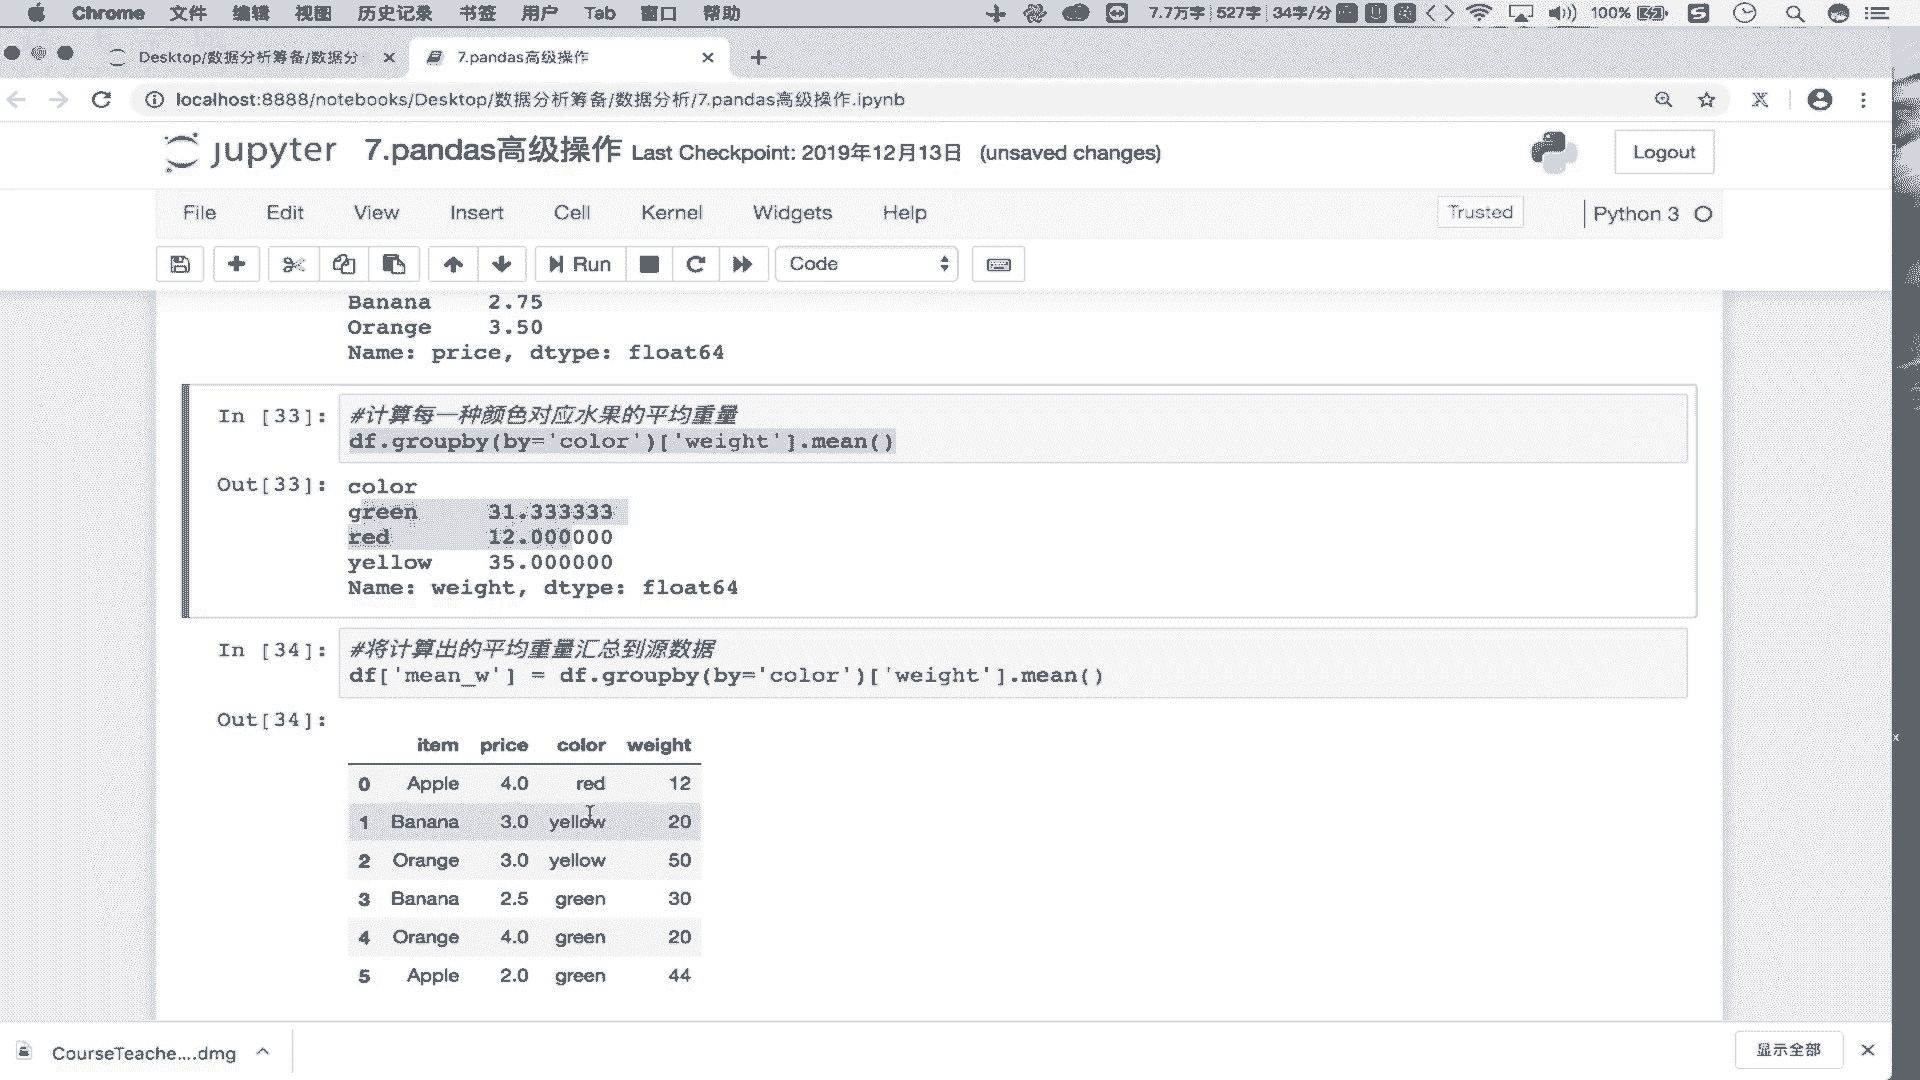 Chrome 文件 编辑 视图 历史记录 书签 用户 Tab 窗口 帮助 7.7万字 527字 34字/分 100%
Desktop/数据分析筹备/数据分 7.pandas高级操作
localhost:8888/notebooks/Desktop/数据分析筹备/数据分析/7.pandas高级操作.ipynb
jupyter 7.pandas高级操作 Last Checkpoint: 2019年12月13日 (unsaved changes) Logout
File Edit View Insert Cell Kernel Widgets Help Trusted Python 3
Run Code
Banana 2.75
Orange 3.50
Name: price, dtype: float64
In [33]: #计算每一种颜色对应水果的平均重量
df.groupby(by='color')['weight'].mean()
Out[33]: color
green 31.333333
red 12.000000
yellow 35.000000
Name: weight, dtype: float64
In [34]: #将计算出的平均重量汇总到源数据
df['mean_w'] = df.groupby(by='color')['weight'].mean()
Out[34]:
item price color weight
0 Apple 4.0 red 12
1 Banana 3.0 yellow 20
2 Orange 3.0 yellow 50
3 Banana 2.5 green 30
4 Orange 4.0 green 20
5 Apple 2.0 green 44
CourseTeache....dmg 显示全部